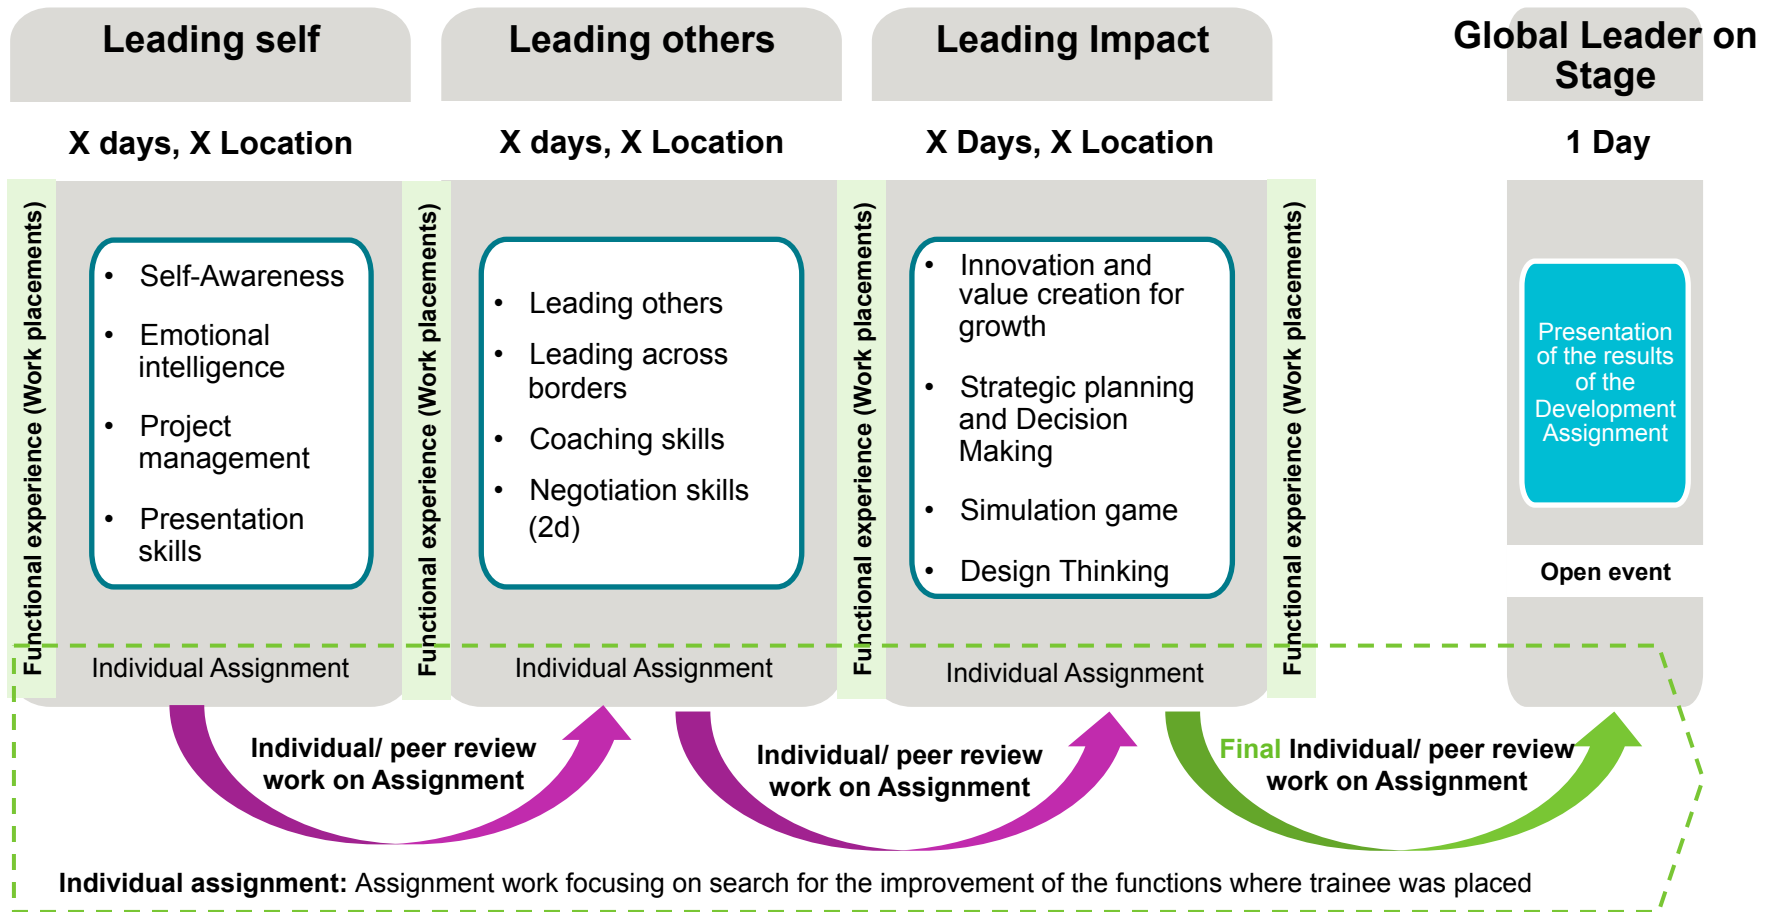 Leading self
Leading others
Leading Impact
Global Leader on
Stage
X days, X Location
X days, X Location
X Days, X Location
1 Day
Functional experience (Work placements)
• Self-Awareness
• Emotional
intelligence
• Project
management
• Presentation
skills
Individual Assignment
Functional experience (Work placements)
• Leading others
• Leading across
borders
• Coaching skills
• Negotiation skills
(2d)
Individual Assignment
Functional experience (Work placements)
• Innovation and
value creation for
growth
• Strategic planning
and Decision
Making
• Simulation game
• Design Thinking
Individual Assignment
Functional experience (Work placements)
Presentation
of the results
of the
Development
Assignment
Open event
Individual/ peer review
work on Assignment
Individual/ peer review
work on Assignment
Final Individual/ peer review
work on Assignment
Individual assignment: Assignment work focusing on search for the improvement of the functions where trainee was placed